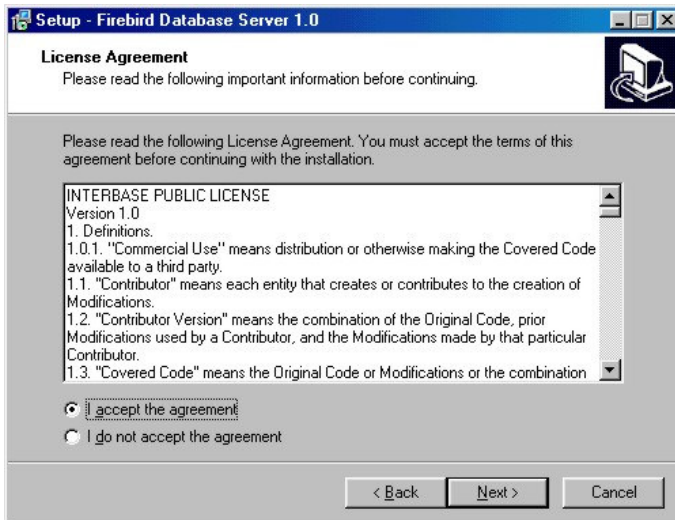 Setup - Firebird Database Server 1.0
License Agreement
Please read the following important information before continuing.
Please read the following License Agreement. You must accept the terms of this
agreement before continuing with the installation.
INTERBASE PUBLIC LICENSE
Version 1.0
1. Definitions.
1.0.1. "Commercial Use" means distribution or otherwise making the Covered Code
available to a third party.
1.1. "Contributor" means each entity that creates or contributes to the creation of
Modifications.
1.2. "Contributor Version" means the combination of the Original Code, prior
Modifications used by a Contributor, and the Modifications made by that particular
Contributor.
1.3. "Covered Code" means the Original Code or Modifications or the combination
I accept the agreement
I do not accept the agreement
< Back Next > Cancel